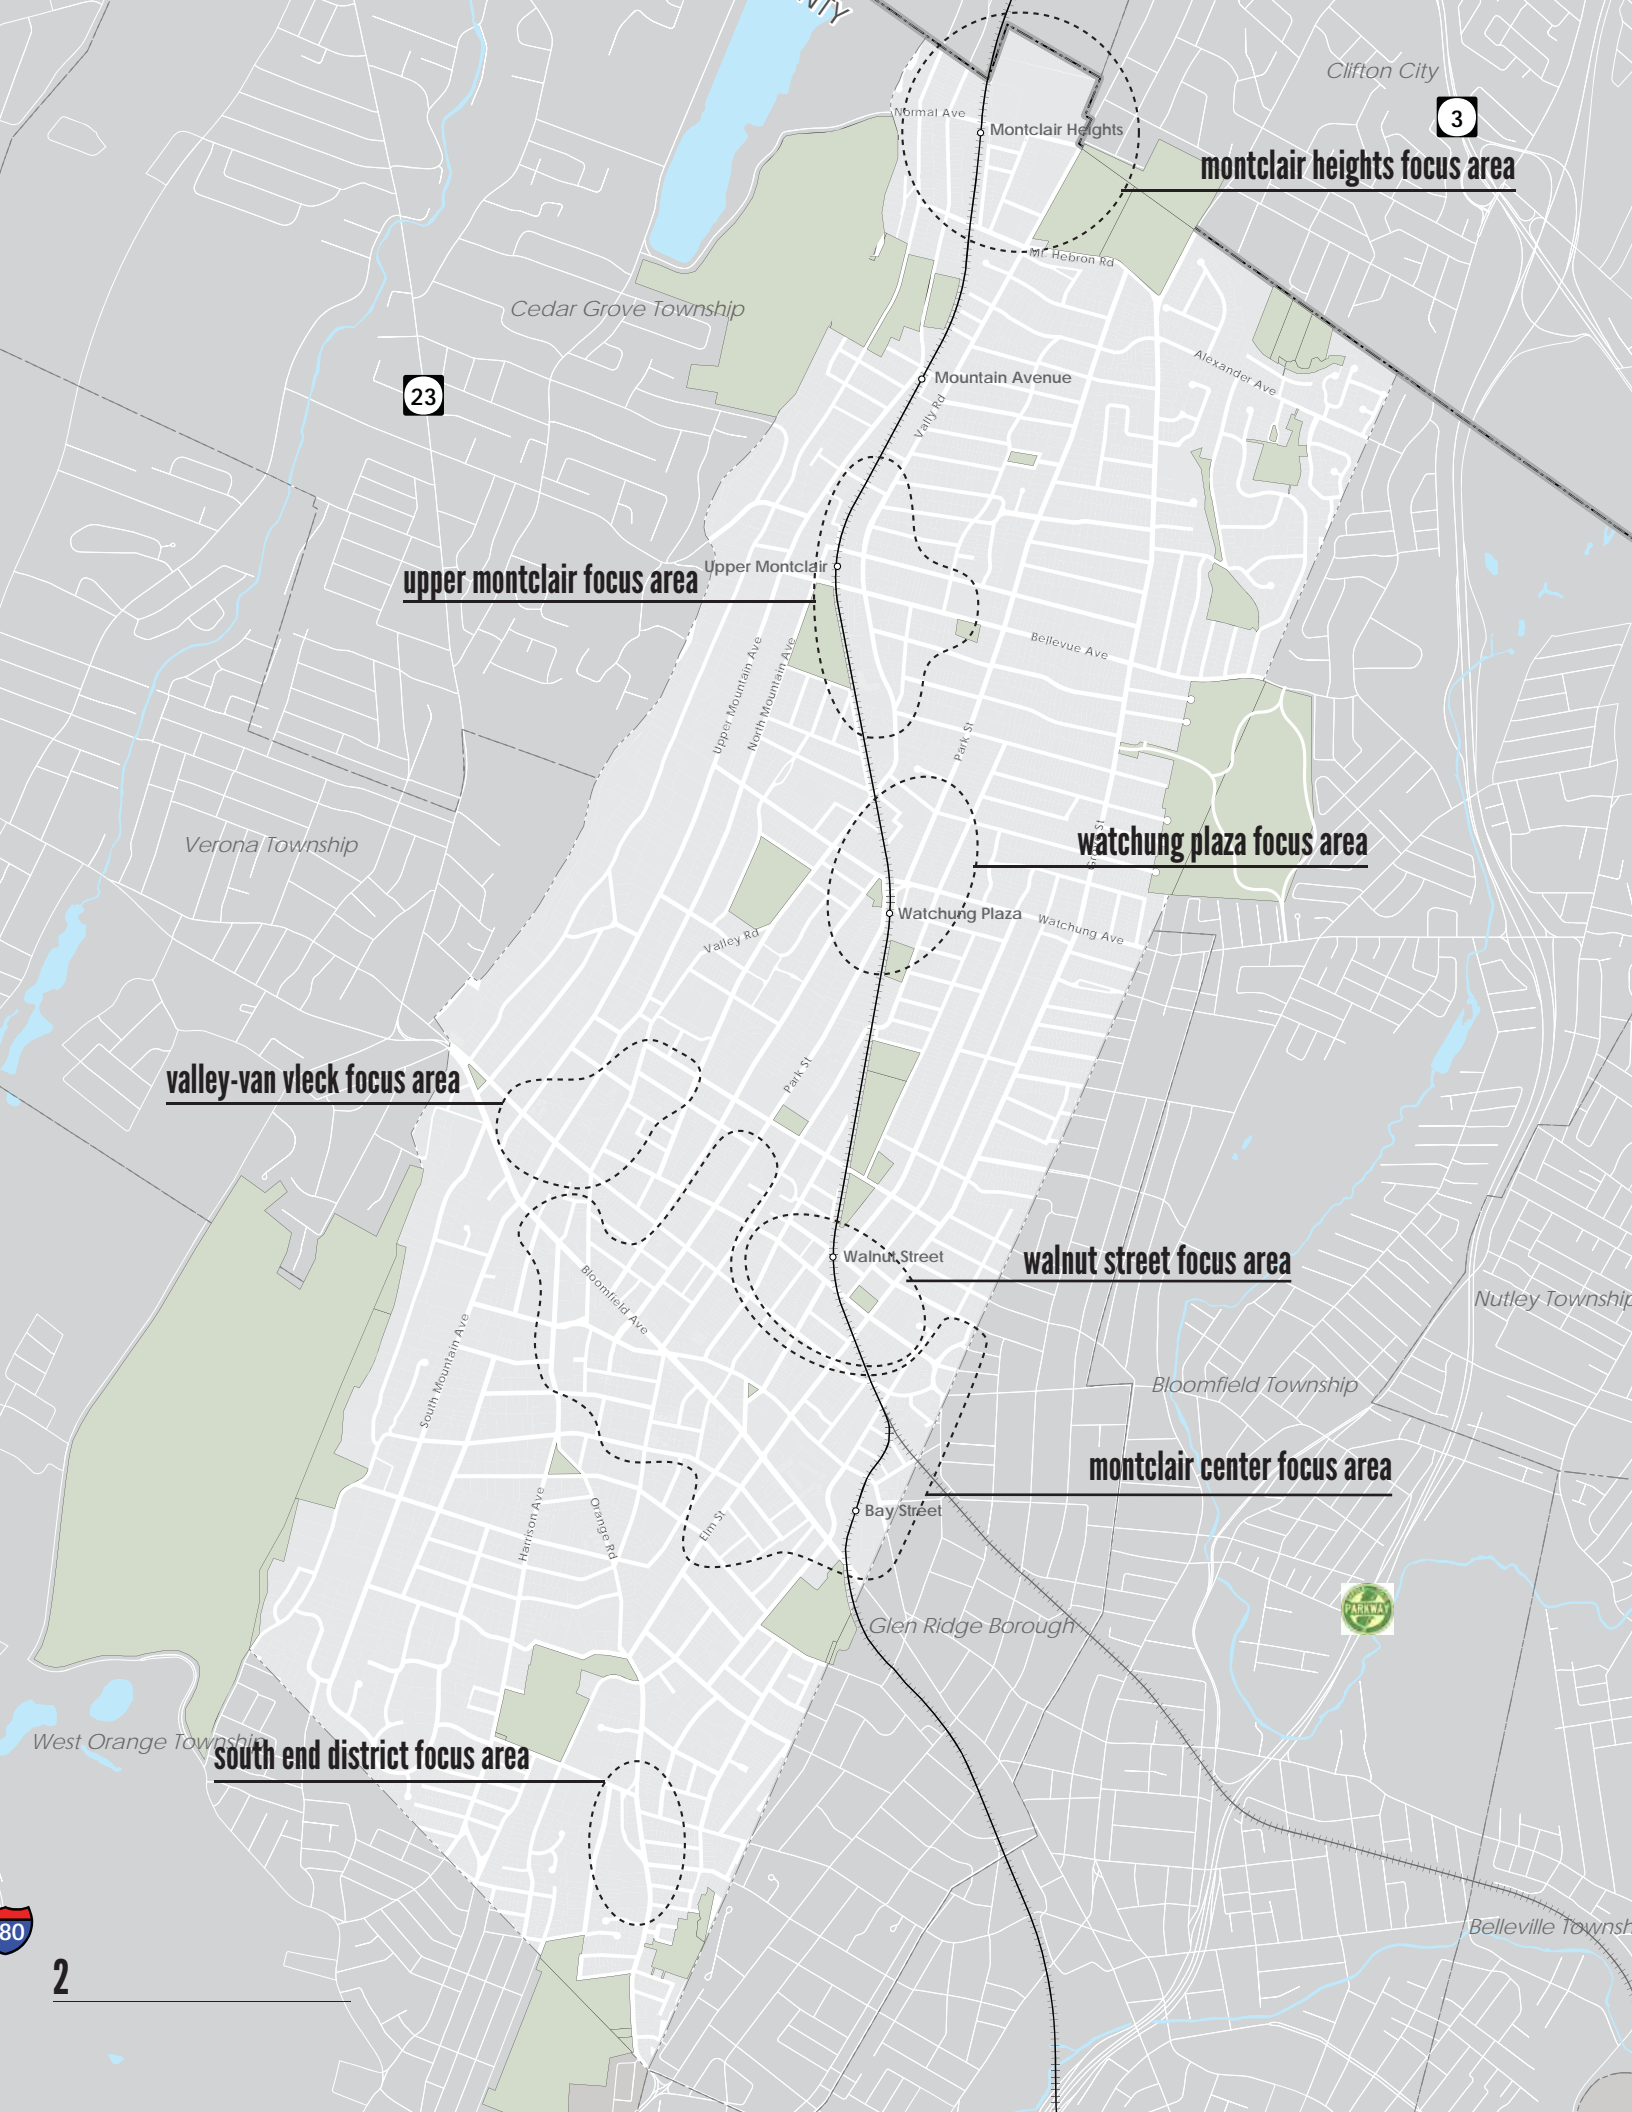 NTY
Clifton City
3
Normal Ave
Montclair Heights
montclair heights focus area
Mt. Hebron Rd
Cedar Grove Township
Alexander Ave
23
Mountain Avenue
Vally Rd
upper montclair focus area
Upper Montclair
Bellevue Ave
Upper Mountain Ave
North Mountain Ave
Park St
watchung plaza focus area
Verona Township
Watchung Plaza
Watchung Ave
Valley Rd
valley-van vleck focus area
Park St
Walnut Street
walnut street focus area
Bloomfield Ave
Nutley Township
South Mountain Ave
Bloomfield Township
montclair center focus area
Harrison Ave
Orange Rd
Elm St
Bay Street
PARKWAY
Glen Ridge Borough
West Orange Township
south end district focus area
80
Belleville Townsh
2